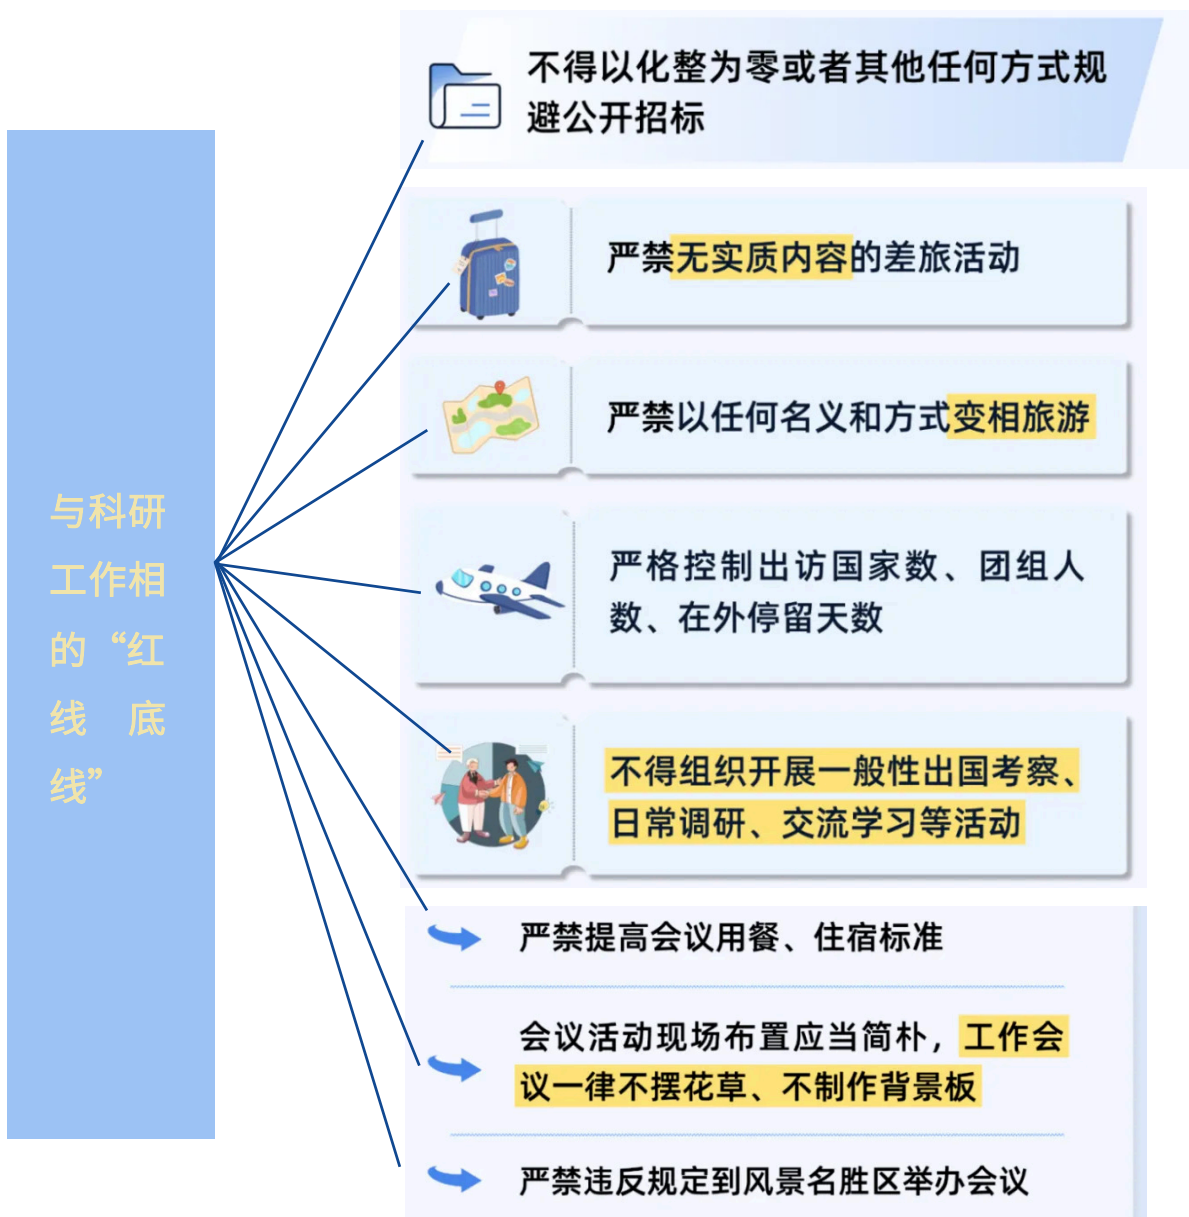 与科研
工作相
的“红
线 底
线”
不得以化整为零或者其他任何方式规
避公开招标
严禁无实质内容的差旅活动
严禁以任何名义和方式变相旅游
严格控制出访国家数、团组人
数、在外停留天数
不得组织开展一般性出国考察、
日常调研、交流学习等活动
严禁提高会议用餐、住宿标准
会议活动现场布置应当简朴，工作会
议一律不摆花草、不制作背景板
严禁违反规定到风景名胜区举办会议